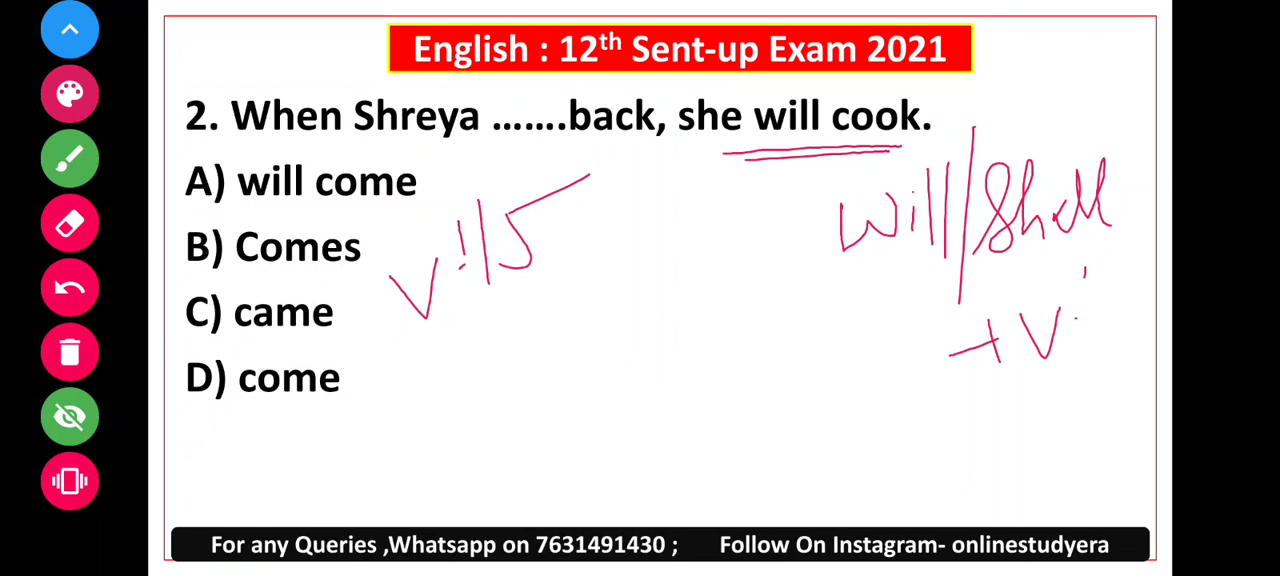 English : 12th Sent-up Exam 2021
2. When Shreya .......back, she will cook.
A) will come
B) Comes
C) came
D) come
V1/5
Will/Shall
+V1
For any Queries ,Whatsapp on 7631491430 ; Follow On Instagram- onlinestudyera